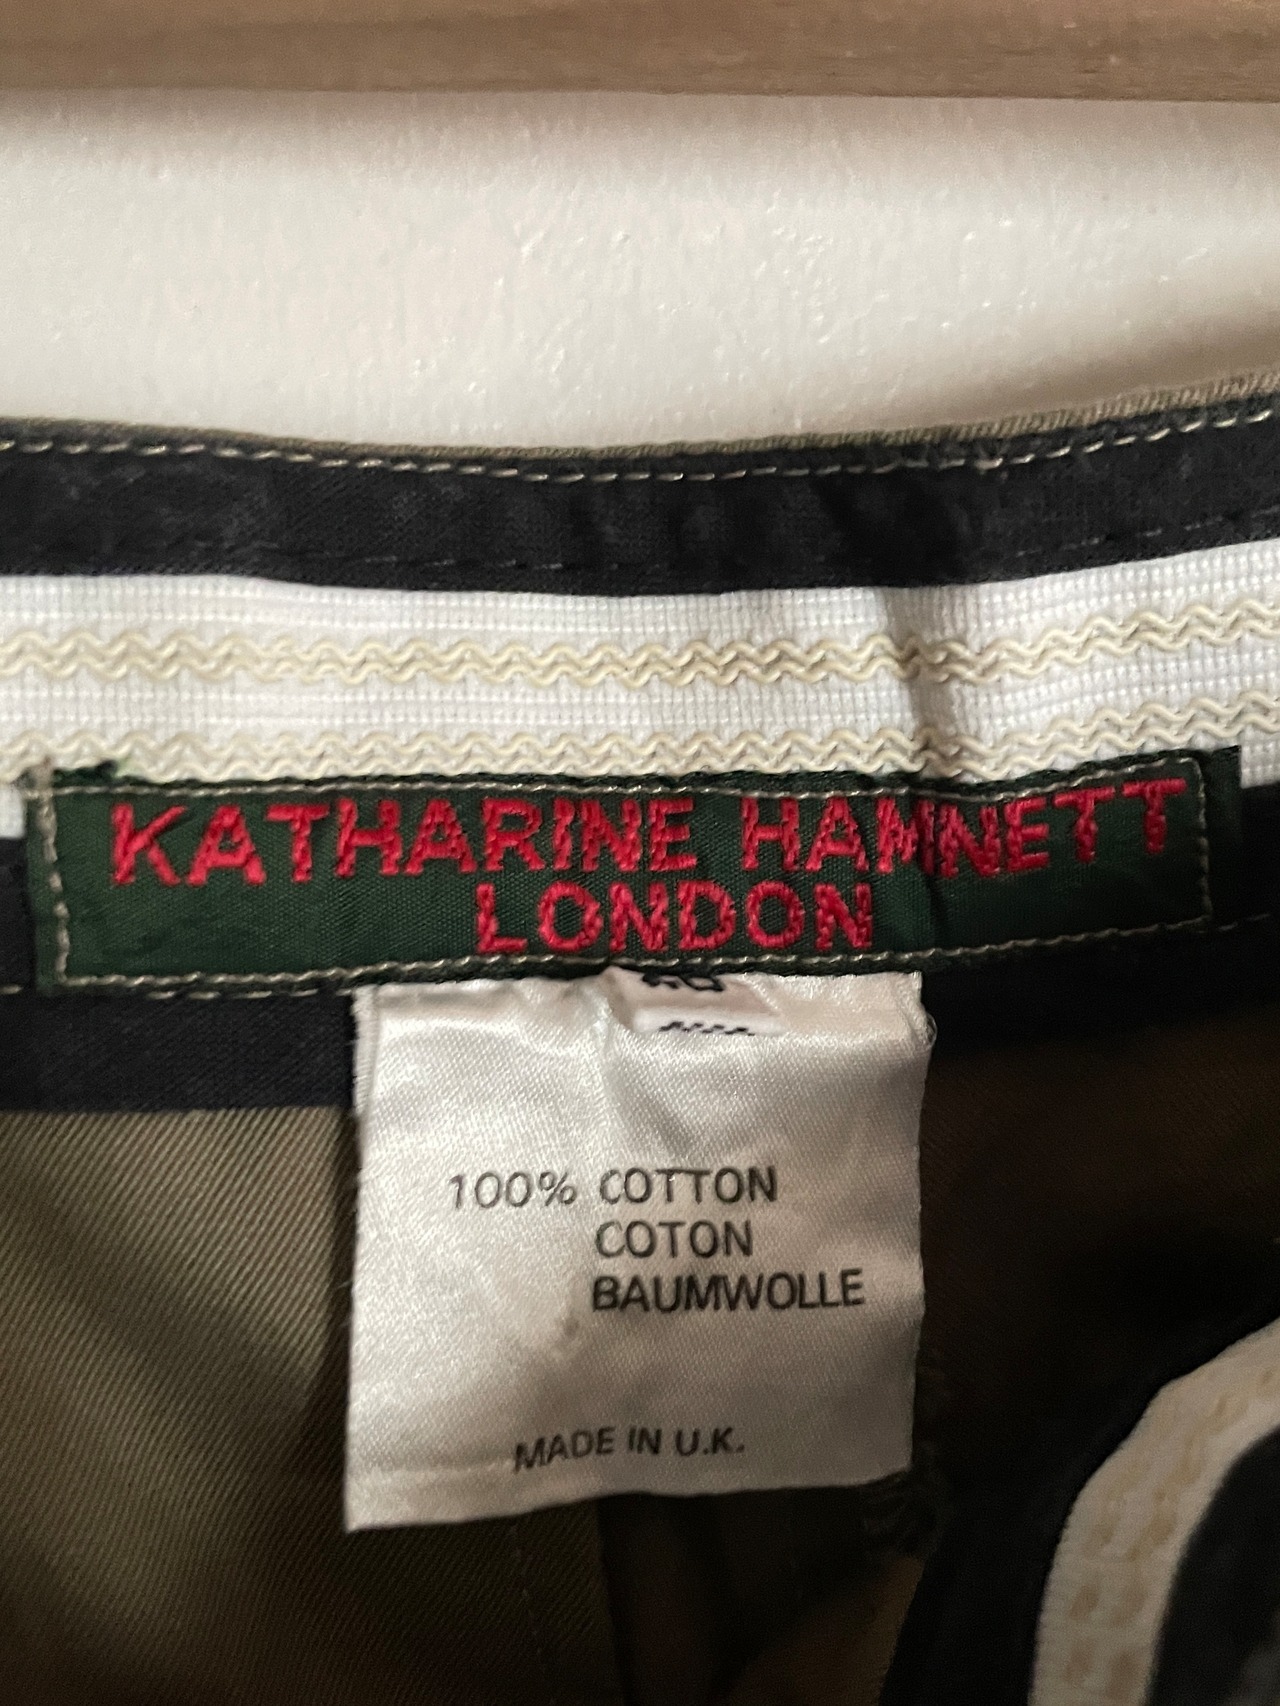 KATHARINE HAMNETT
LONDON
100% COTTON
COTON
BAUMWOLLE
MADE IN U.K.